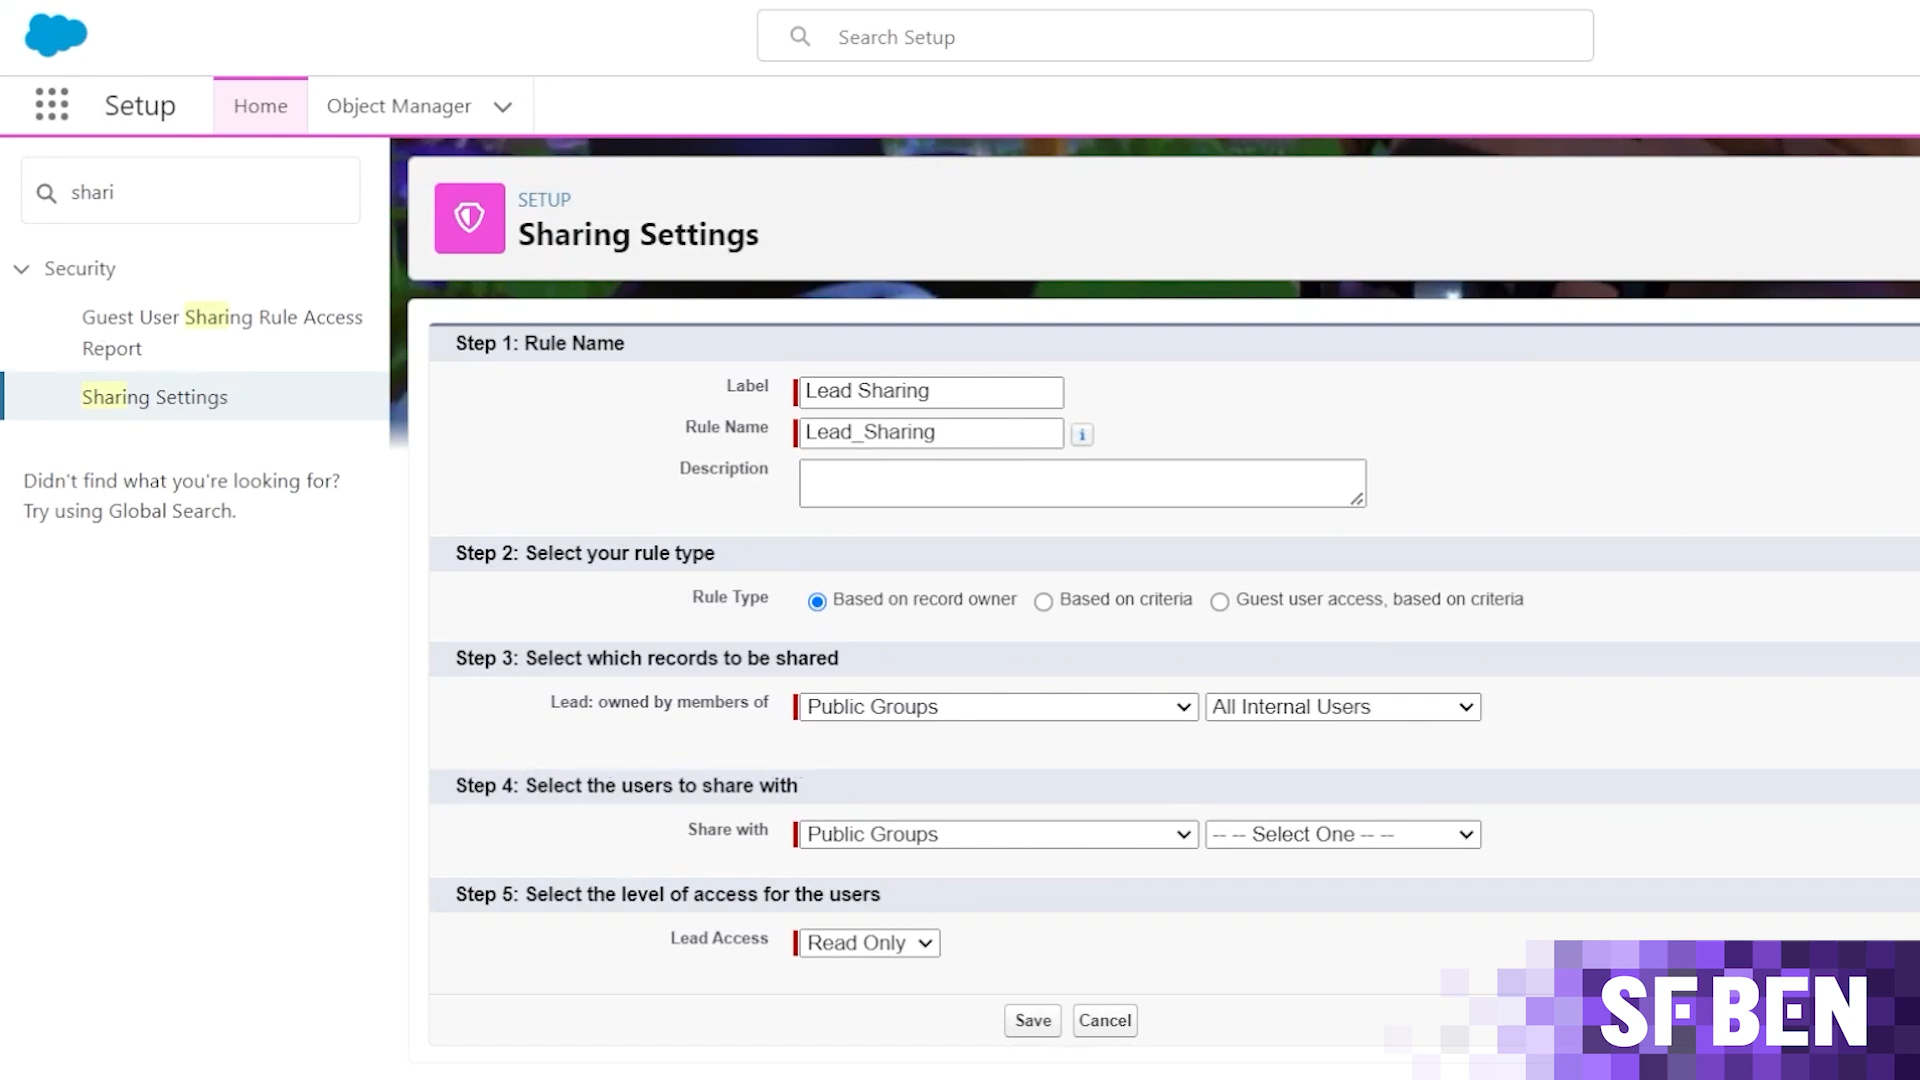 Search Setup
Setup
Home
Object Manager
shari
Security
Guest User Sharing Rule Access
Report
Sharing Settings
Didn't find what you're looking for?
Try using Global Search.
SETUP
Sharing Settings
Step 1: Rule Name
Label
Lead Sharing
Rule Name
Lead_Sharing
i
Description
Step 2: Select your rule type
Rule Type
Based on record owner
Based on criteria
Guest user access, based on criteria
Step 3: Select which records to be shared
Lead: owned by members of
Public Groups
All Internal Users
Step 4: Select the users to share with
Share with
Public Groups
-- -- Select One -- --
Step 5: Select the level of access for the users
Lead Access
Read Only
Save
Cancel
SF BEN